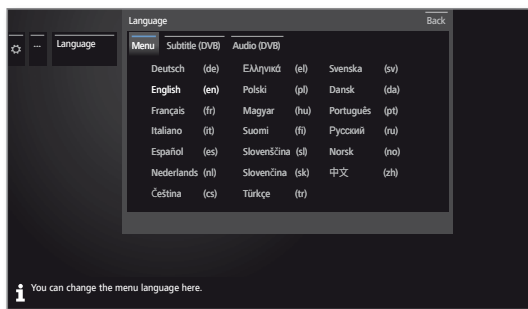 Language Back
... Language
Menu Subtitle (DVB) Audio (DVB)
Deutsch (de) Ελληνικά (el) Svenska (sv)
English (en) Polski (pl) Dansk (da)
Français (fr) Magyar (hu) Português (pt)
Italiano (it) Suomi (fi) Русский (ru)
Español (es) Slovenščina (sl) Norsk (no)
Nederlands (nl) Slovenčina (sk) 中文 (zh)
Čeština (cs) Türkçe (tr)
You can change the menu language here.